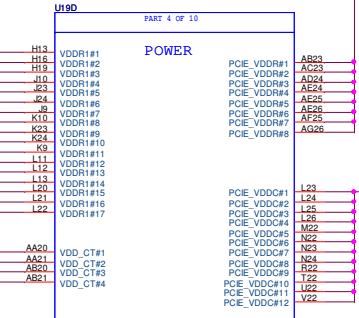 U19D
PART 4 OF 10
POWER
H13 VDDR1#1
H16 VDDR1#2 PCIE_VDDR#1 AB23
H19 VDDR1#3 PCIE_VDDR#2 AC23
J10 VDDR1#4 PCIE_VDDR#3 AD24
J23 VDDR1#5 PCIE_VDDR#4 AE24
J24 VDDR1#6 PCIE_VDDR#5 AE25
J9 VDDR1#7 PCIE_VDDR#6 AE26
K10 VDDR1#8 PCIE_VDDR#7 AF25
K23 VDDR1#9 PCIE_VDDR#8 AG26
K24 VDDR1#10
K9 VDDR1#11
L11 VDDR1#12
L12 VDDR1#13
L13 VDDR1#14
L20 VDDR1#15 PCIE_VDDC#1 L23
L21 VDDR1#16 PCIE_VDDC#2 L24
L22 VDDR1#17 PCIE_VDDC#3 L25
PCIE_VDDC#4 L26
PCIE_VDDC#5 M22
PCIE_VDDC#6 N22
AA20 VDD_CT#1 PCIE_VDDC#7 N23
AA21 VDD_CT#2 PCIE_VDDC#8 N24
AB20 VDD_CT#3 PCIE_VDDC#9 R22
AB21 VDD_CT#4 PCIE_VDDC#10 T22
PCIE_VDDC#11 U22
PCIE_VDDC#12 V22